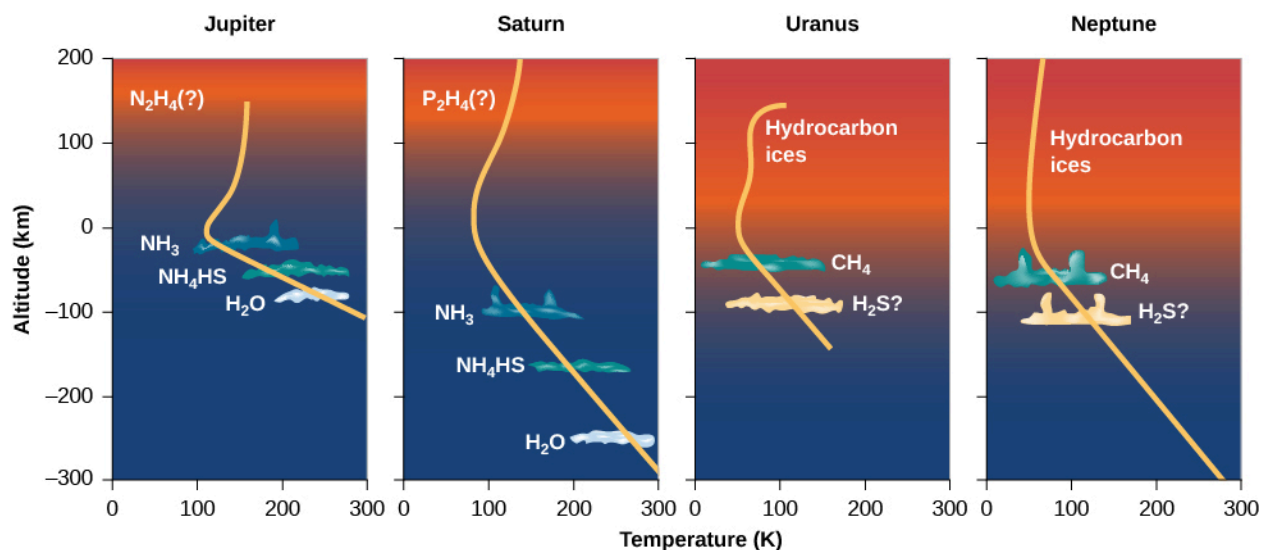 Jupiter
Saturn
Uranus
Neptune
Altitude (km)
200
100
0
–100
–200
–300
N₂H₄(?)
NH₃
NH₄HS
H₂O
0 100 200 300
P₂H₄(?)
NH₃
NH₄HS
H₂O
0 100 200 300
Hydrocarbon
ices
CH₄
H₂S?
0 100 200 300
Hydrocarbon
ices
CH₄
H₂S?
0 100 200 300
Temperature (K)